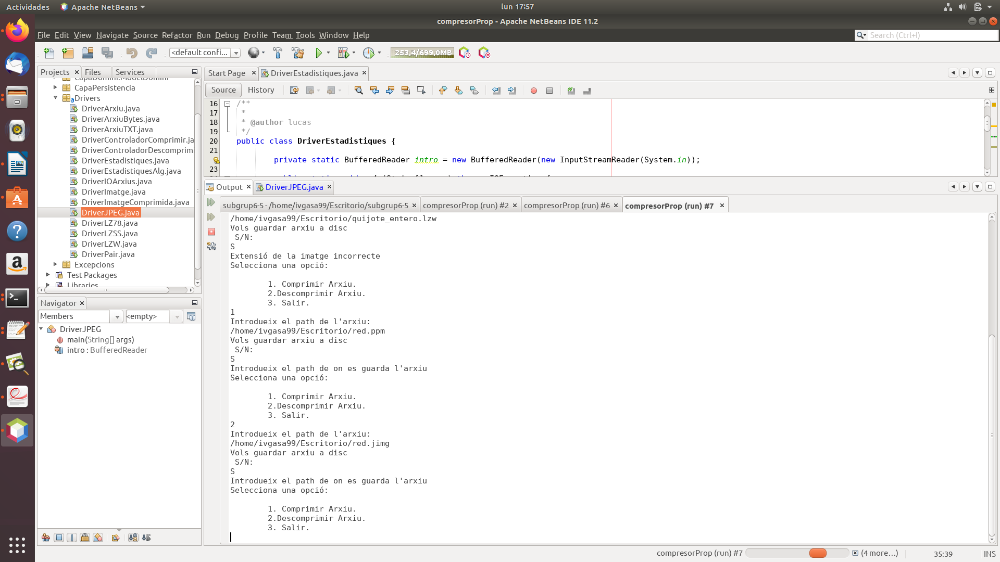 Actividades
Apache NetBeans
lun 17:57
compresorProp - Apache NetBeans IDE 11.2
File Edit View Navigate Source Refactor Run Debug Profile Team Tools Window Help
Search (Ctrl+I)
<default confi...
253,4/699,0MB
Projects
Files
Services
CapaDomini.ModelDomini
CapaPersistencia
Drivers
DriverArxiu.java
DriverArxiuBytes.java
DriverArxiuTXT.java
DriverControladorComprimir.ja
DriverControladorDescomprimi
DriverEstadistiques.java
DriverEstadistiquesAlg.java
DriverIOArxius.java
DriverImatge.java
DriverImatgeComprimida.java
DriverJPEG.java
DriverLZ78.java
DriverLZSS.java
DriverLZW.java
DriverPair.java
Excepcions
Test Packages
Libraries
Navigator
Members
<empty>
DriverJPEG
main(String[] args)
intro : BufferedReader
Start Page
DriverEstadistiques.java
Source
History
16 /**
17 *
18 * @author lucas
19 */
20 public class DriverEstadistiques {
21
private static BufferedReader intro = new BufferedReader(new InputStreamReader(System.in));
23
Output
DriverJPEG.java
subgrup6-5 - /home/ivgasa99/Escritorio/subgrup6-5
compresorProp (run) #2
compresorProp (run) #6
compresorProp (run) #7
/home/ivgasa99/Escritorio/quijote_entero.lzw
Vols guardar arxiu a disc
S/N:
S
Extensió de la imatge incorrecte
Selecciona una opció:
1. Comprimir Arxiu.
2.Descomprimir Arxiu.
3. Salir.
1
Introdueix el path de l'arxiu:
/home/ivgasa99/Escritorio/red.ppm
Vols guardar arxiu a disc
S/N:
S
Introdueix el path de on es guarda l'arxiu
Selecciona una opció:
1. Comprimir Arxiu.
2.Descomprimir Arxiu.
3. Salir.
2
Introdueix el path de l'arxiu:
/home/ivgasa99/Escritorio/red.jimg
Vols guardar arxiu a disc
S/N:
S
Introdueix el path de on es guarda l'arxiu
Selecciona una opció:
1. Comprimir Arxiu.
2.Descomprimir Arxiu.
3. Salir.
compresorProp (run) #7
(4 more...)
35:39
INS